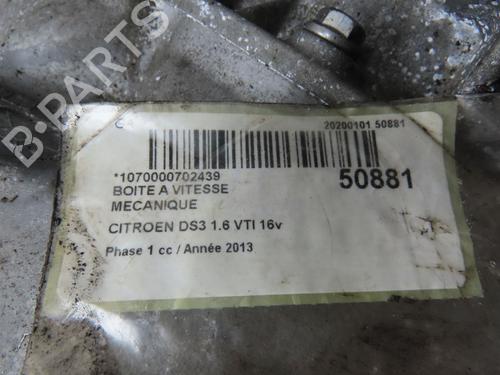 B-PARTS
C
20200101 50881
*1070000702439
50881
BOITE A VITESSE
MECANIQUE
CITROEN DS3 1.6 VTI 16v
Phase 1 cc / Année 2013